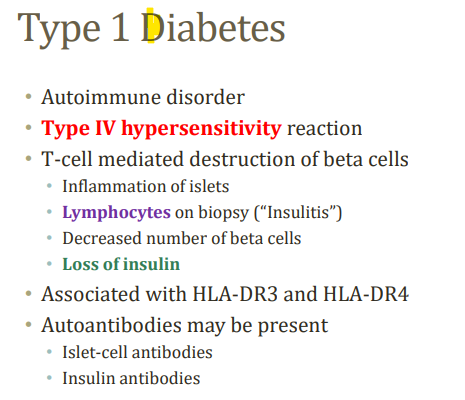 Type 1 Diabetes
• Autoimmune disorder
• Type IV hypersensitivity reaction
• T-cell mediated destruction of beta cells
• Inflammation of islets
• Lymphocytes on biopsy (“Insulitis”)
• Decreased number of beta cells
• Loss of insulin
• Associated with HLA-DR3 and HLA-DR4
• Autoantibodies may be present
• Islet-cell antibodies
• Insulin antibodies